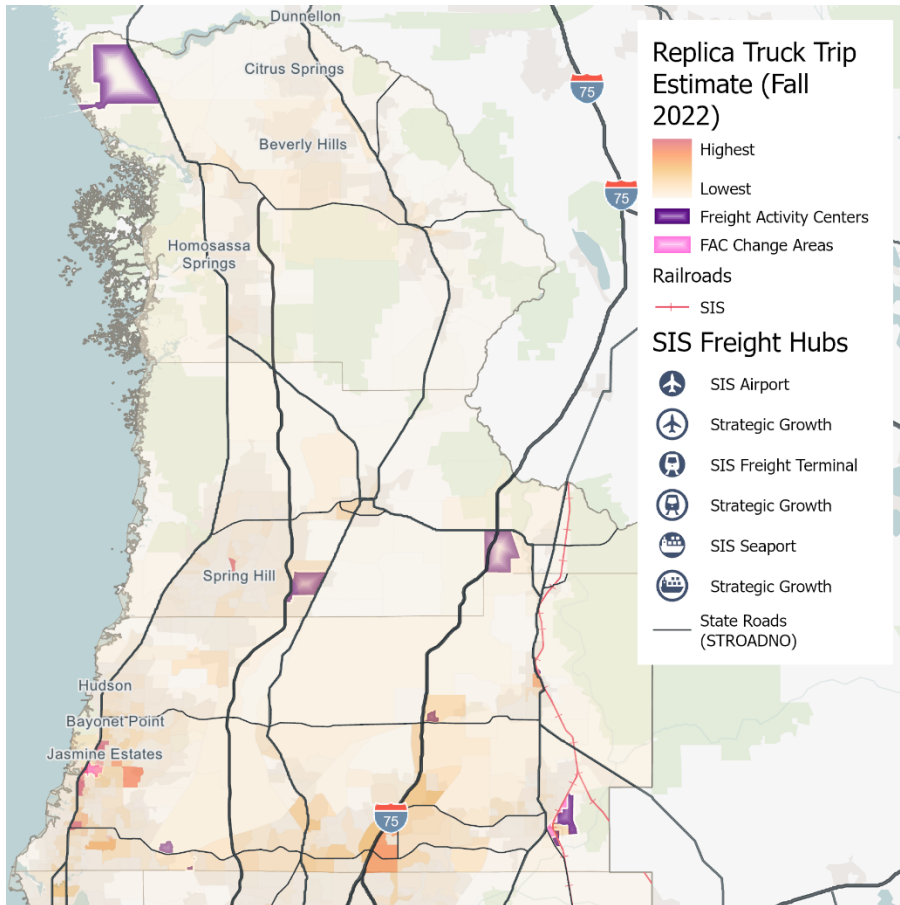 Dunnellon
Citrus Springs
75
Beverly Hills
75
Homosassa
Springs
Spring Hill
Hudson
Bayonet Point
Jasmine Estates
75
Replica Truck Trip
Estimate (Fall
2022)
Highest
Lowest
Freight Activity Centers
FAC Change Areas
Railroads
SIS
SIS Freight Hubs
SIS Airport
Strategic Growth
SIS Freight Terminal
Strategic Growth
SIS Seaport
Strategic Growth
State Roads
(STROADNO)